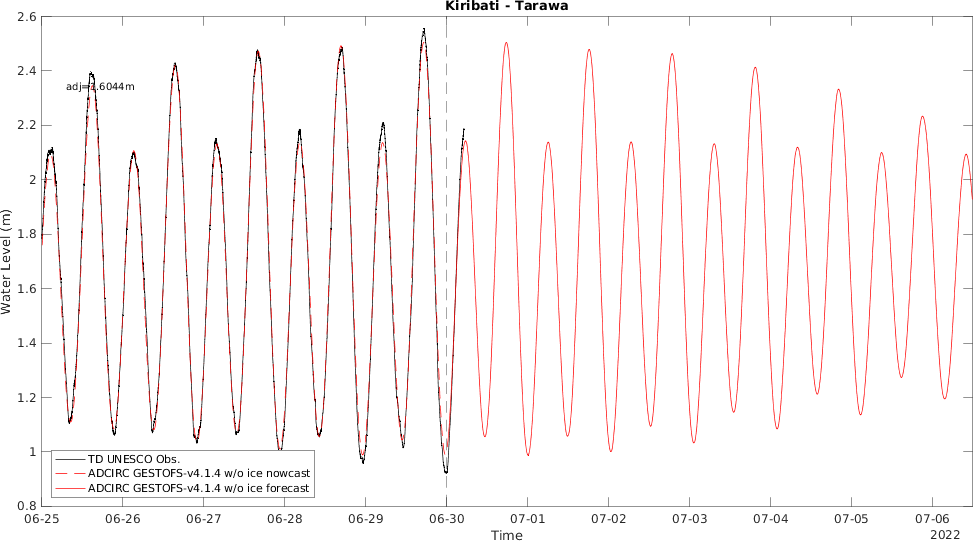 Kiribati - Tarawa
2.6
2.4
adj=1.6044m
2.2
2
1.8
Water Level (m)
1.6
1.4
1.2
1
TD UNESCO Obs.
ADCIRC GESTOFS-v4.1.4 w/o ice nowcast
ADCIRC GESTOFS-v4.1.4 w/o ice forecast
0.8
06-25 06-26 06-27 06-28 06-29 06-30 07-01 07-02 07-03 07-04 07-05 07-06
Time
2022